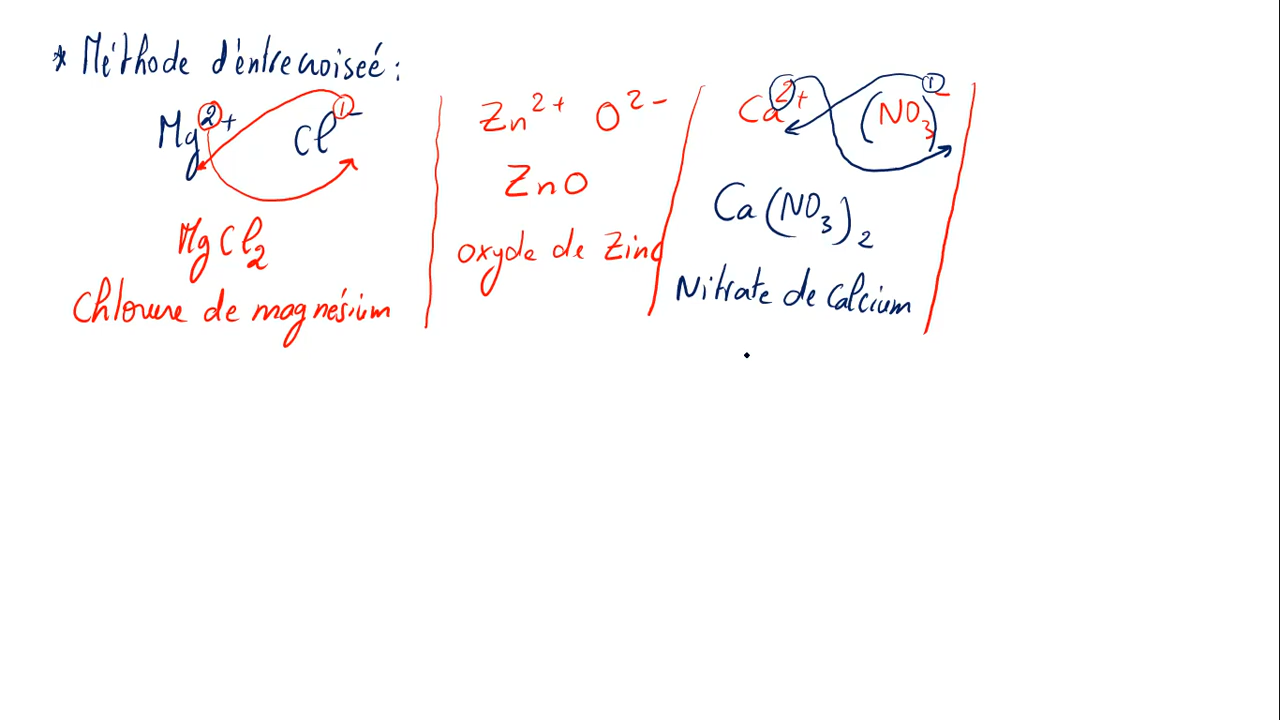 * Méthode d'éntrecroiseé :
Mg²⁺ Cl¹⁻
MgCl₂
Chlorure de magnésium
Zn²⁺ O²⁻
ZnO
oxyde de Zinc
Ca²⁺ (NO₃)¹⁻
Ca(NO₃)₂
Nitrate de calcium